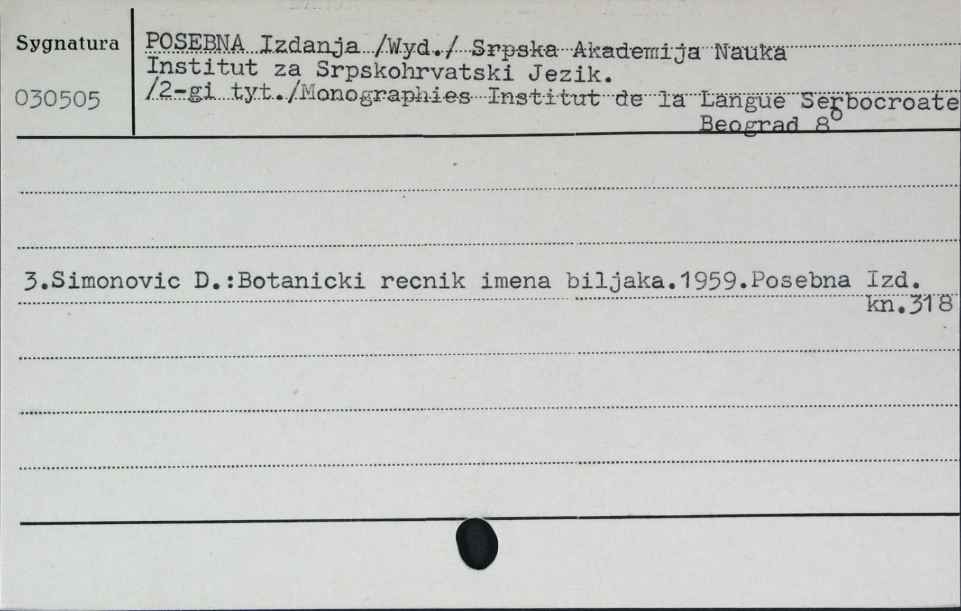 Sygnatura
030505
POSEBNA Izdanja /Wyd./ Srpska Akademija Nauka
Institut za Srpskohrvatski Jezik.
/2-gi tyt./Monographies Institut de la Langue Serbocroate
Beograd 8°
3.Simonovic D.:Botanicki recnik imena biljaka.1959.Posebna Izd.
kn.318